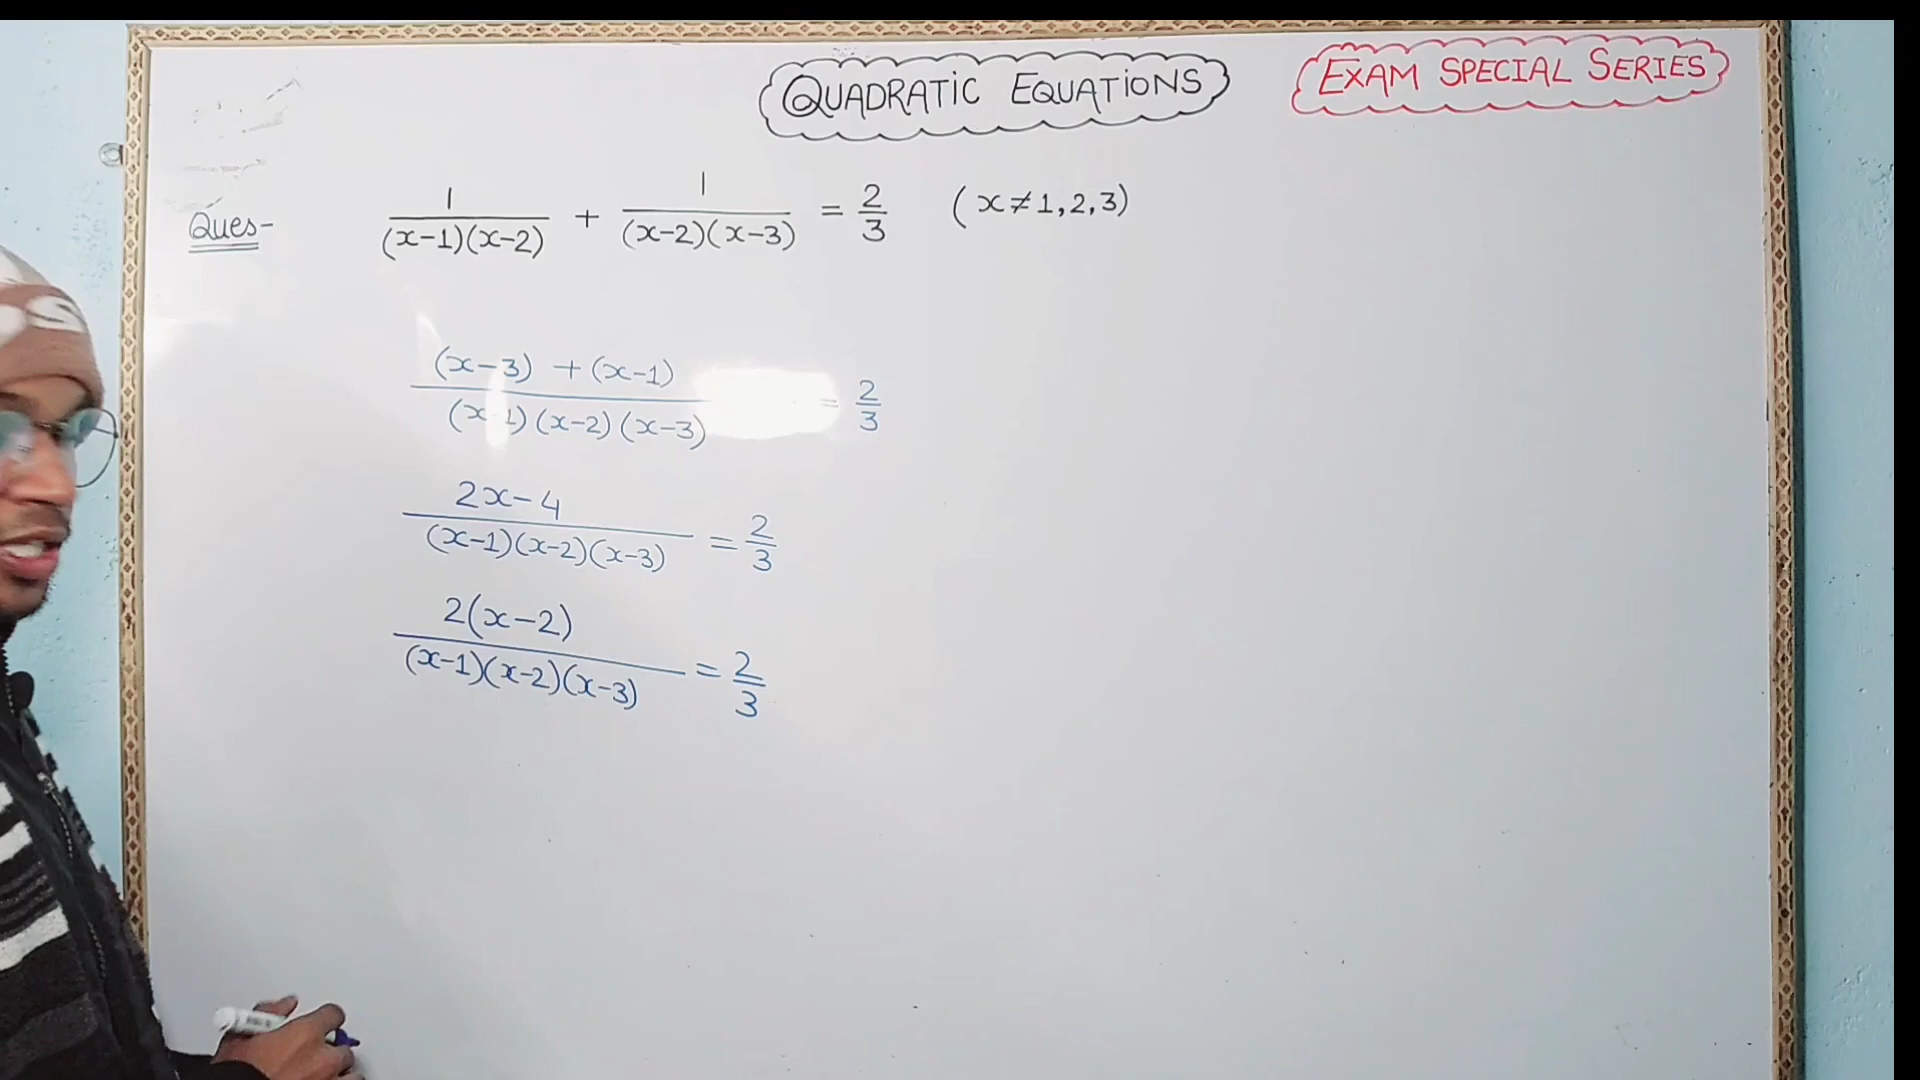 QUADRATIC EQUATIONS
EXAM SPECIAL SERIES
Ques- 1/((x-1)(x-2)) + 1/((x-2)(x-3)) = 2/3 (x≠1,2,3)
((x-3) + (x-1))/((x-1)(x-2)(x-3)) = 2/3
(2x-4)/((x-1)(x-2)(x-3)) = 2/3
2(x-2)/((x-1)(x-2)(x-3)) = 2/3